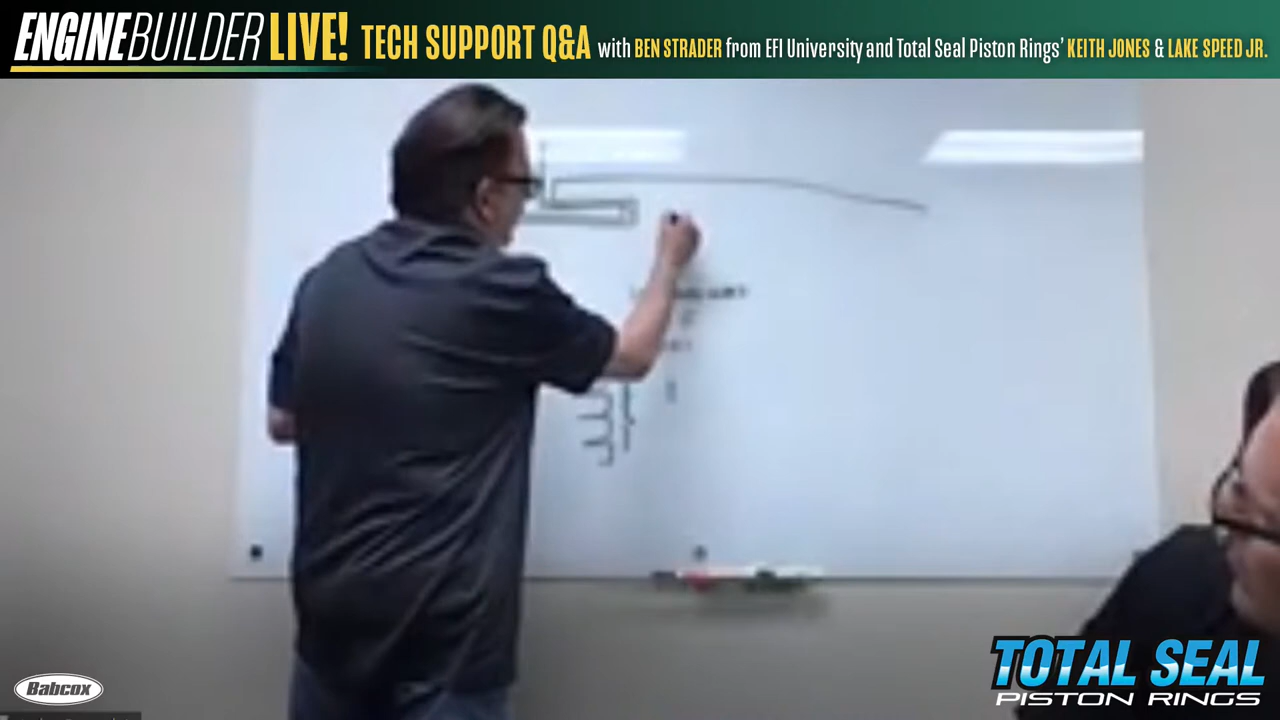 ENGINEBUILDER LIVE! TECH SUPPORT Q&A with BEN STRADER from EFI University and Total Seal Piston Rings' KEITH JONES & LAKE SPEED JR.
Babcox
TOTAL SEAL
PISTON RINGS